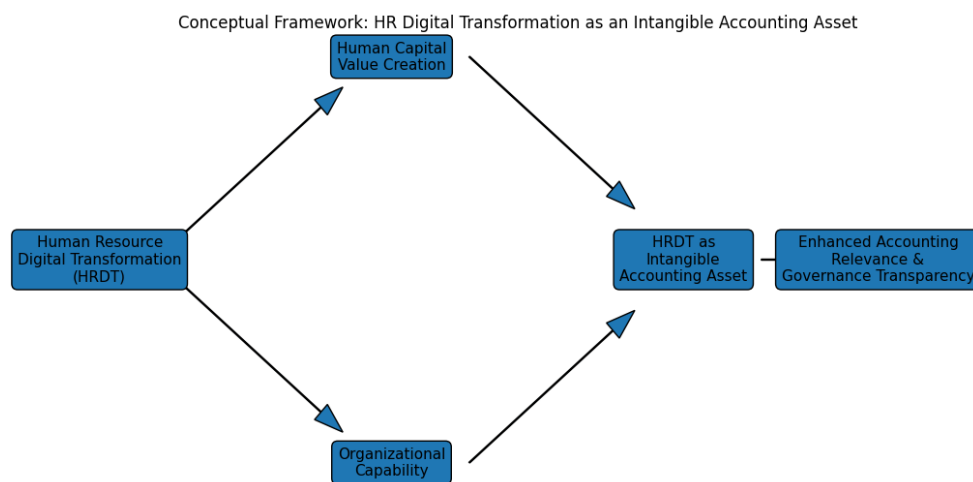 Conceptual Framework: HR Digital Transformation as an Intangible Accounting Asset
Human Capital
Value Creation
Human Resource
Digital Transformation
(HRDT)
HRDT as
Intangible
Accounting Asset
Enhanced Accounting
Relevance &
Governance Transparency
Organizational
Capability